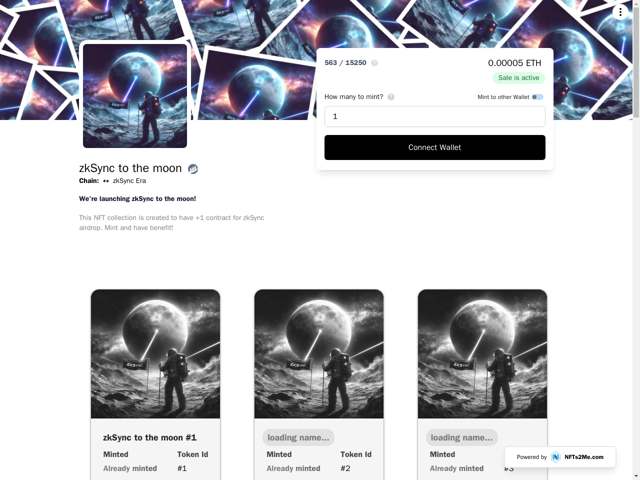 563 / 15250
0.00005 ETH
Sale is active
How many to mint?
Mint to other Wallet
1
Connect Wallet
zkSync to the moon
Chain: zkSync Era
We're launching zkSync to the moon!
This NFT collection is created to have +1 contract for zkSync
airdrop. Mint and have benefit!
zkSync to the moon #1
loading name...
loading name...
Minted Token Id
Minted Token Id
Minted Token Id
Already minted #1
Already minted #2
Already minted #3
Powered by NFTs2Me.com